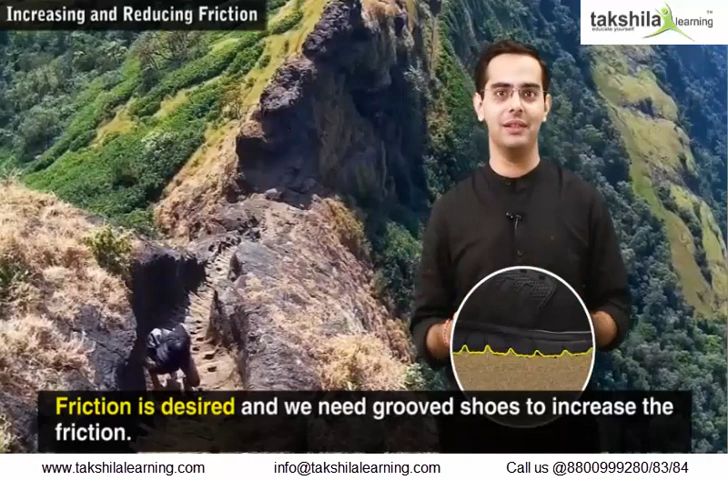 Increasing and Reducing Friction
takshila learning
TM
educate yourself
Friction is desired and we need grooved shoes to increase the
friction.
www.takshilalearning.com info@takshilalearning.com Call us @8800999280/83/84